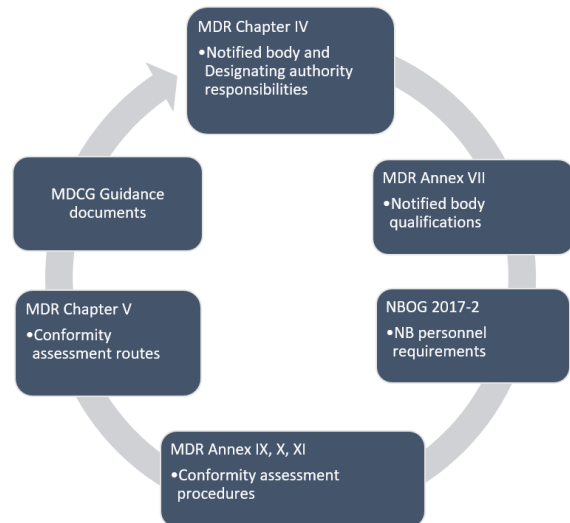 MDR Chapter IV
•Notified body and
Designating authority
responsibilities
MDR Annex VII
•Notified body
qualifications
NBOG 2017-2
•NB personnel
requirements
MDR Annex IX, X, XI
•Conformity assessment
procedures
MDR Chapter V
•Conformity
assessment routes
MDCG Guidance
documents